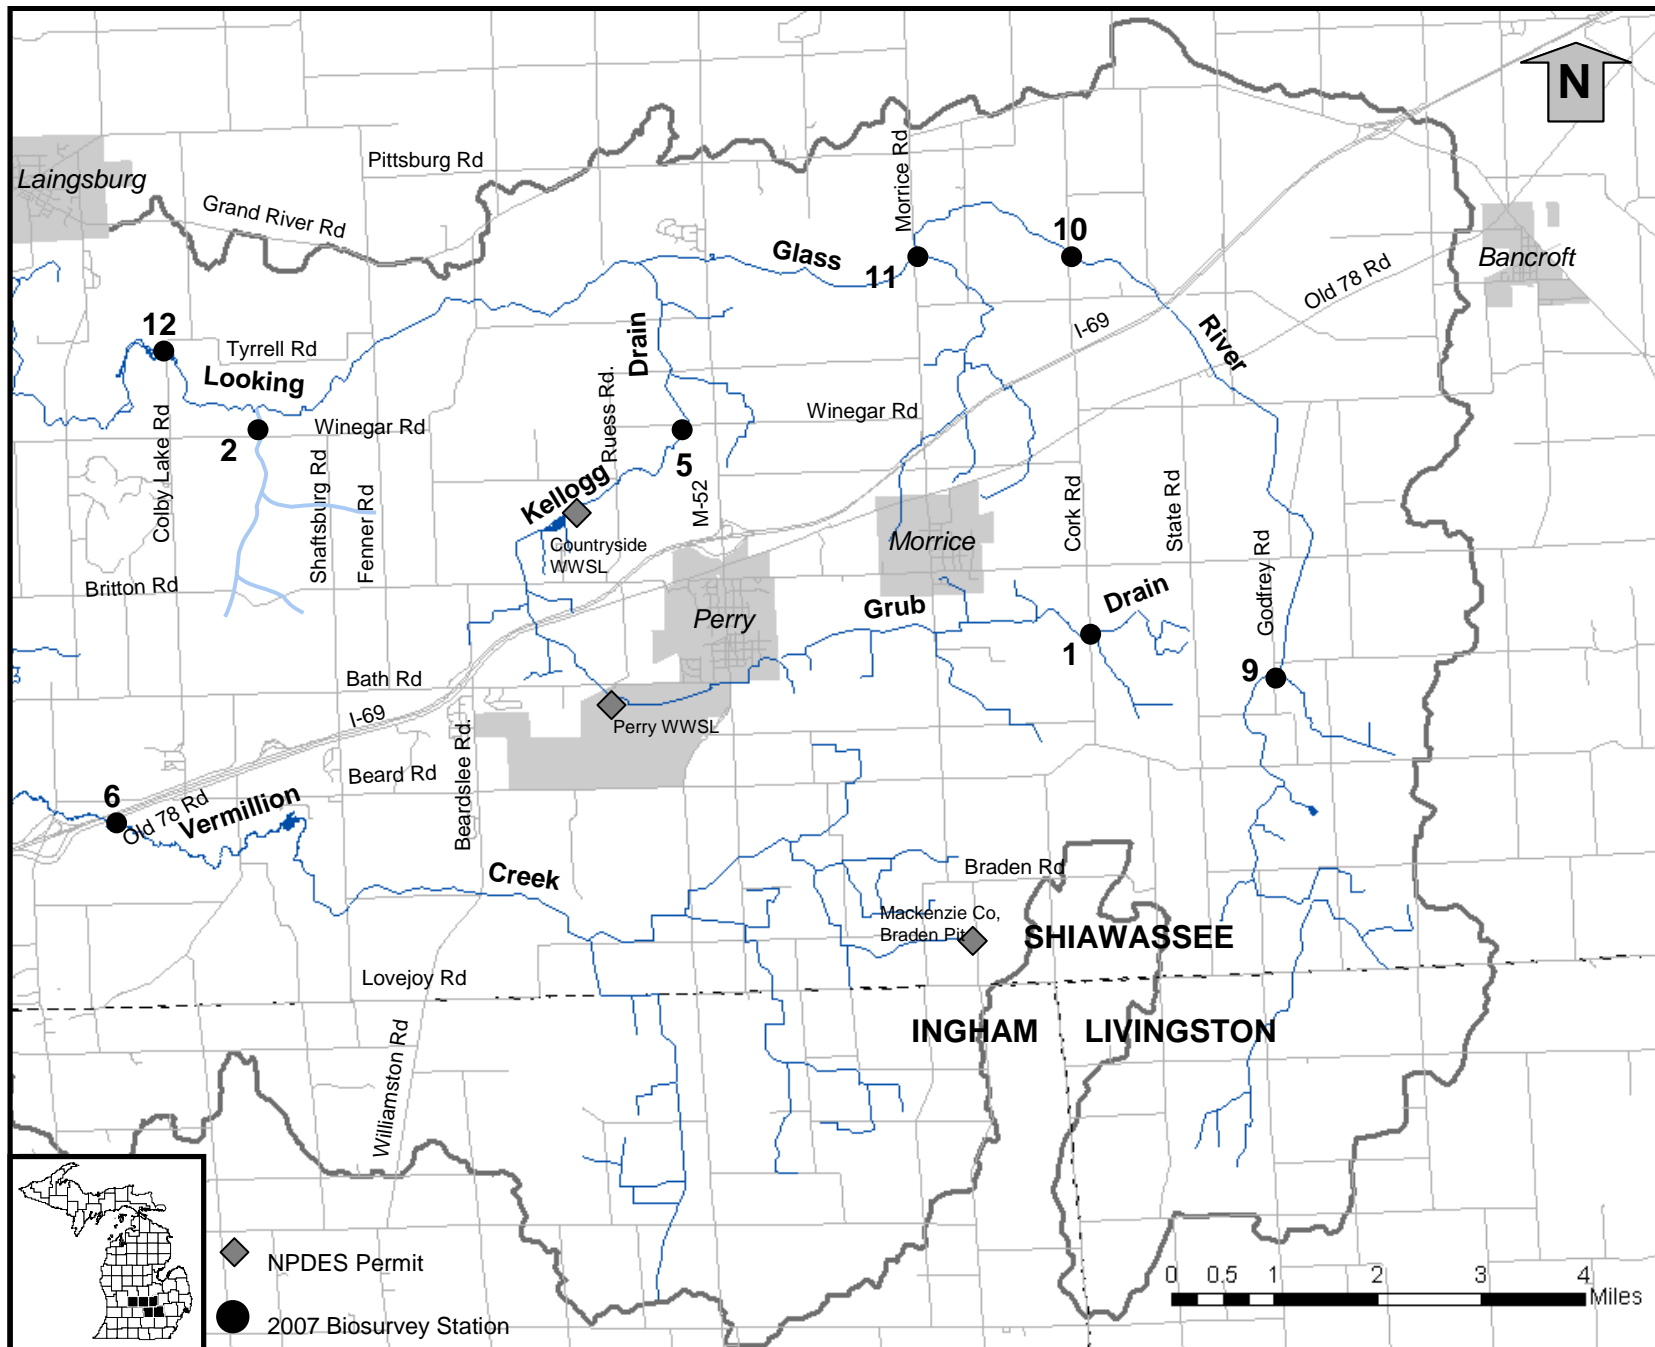 N
Pittsburg Rd
Morrice Rd
Laingsburg
Grand River Rd
10
Glass
11
Bancroft
Old 78 Rd
I-69
River
12
Tyrrell Rd
Looking
Drain
Ruess Rd.
Winegar Rd
Winegar Rd
2
5
Colby Lake Rd
Shaftsburg Rd
Fenner Rd
Kellogg
M-52
Countryside
WWSL
Morrice
Cork Rd
State Rd
Godfrey Rd
Britton Rd
Perry
Grub
Drain
1
9
Bath Rd
I-69
Perry WWSL
Beardslee Rd.
Beard Rd
6
Old 78 Rd
Vermillion
Creek
Braden Rd
Mackenzie Co,
Braden Pit
SHIAWASSEE
Lovejoy Rd
INGHAM
LIVINGSTON
Williamston Rd
NPDES Permit
2007 Biosurvey Station
0 0.5 1 2 3 4
Miles